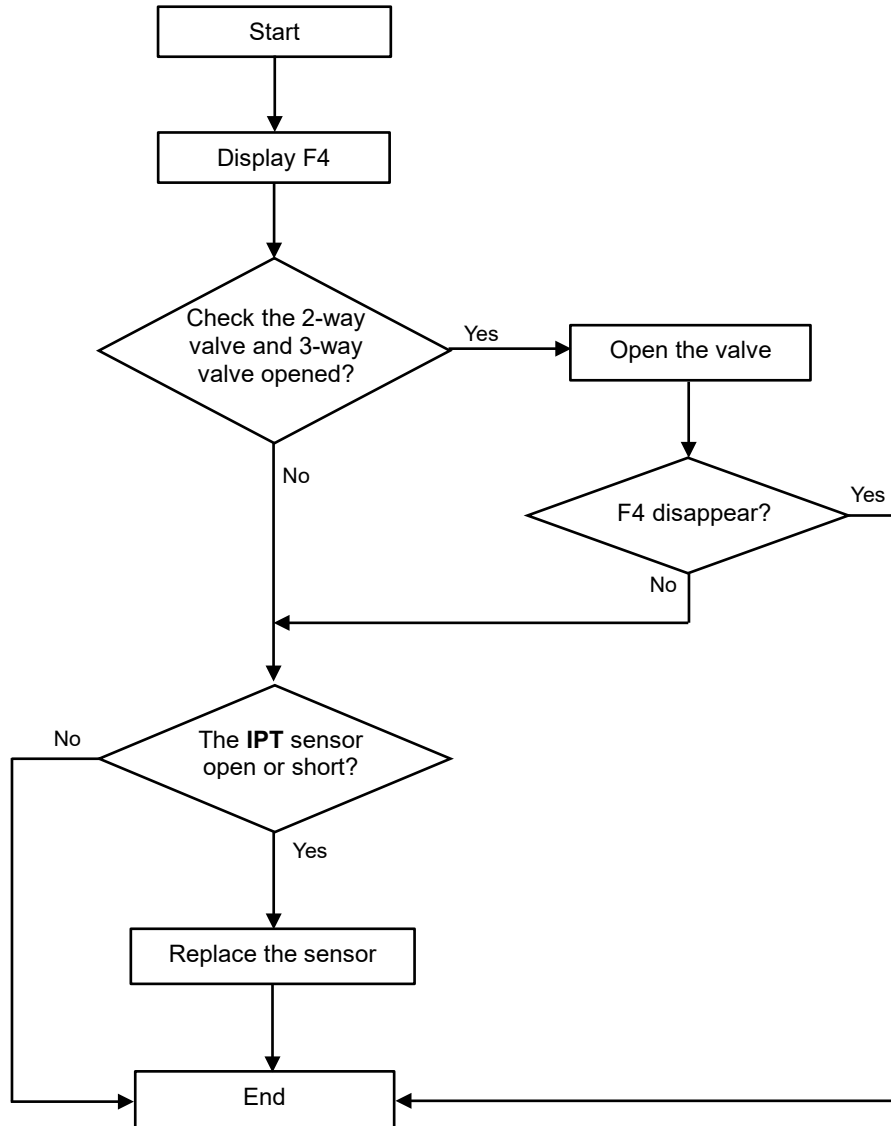 Start
Display F4
Check the 2-way
valve and 3-way
valve opened?
Yes
Open the valve
No
F4 disappear?
Yes
No
No
The IPT sensor
open or short?
Yes
Replace the sensor
End